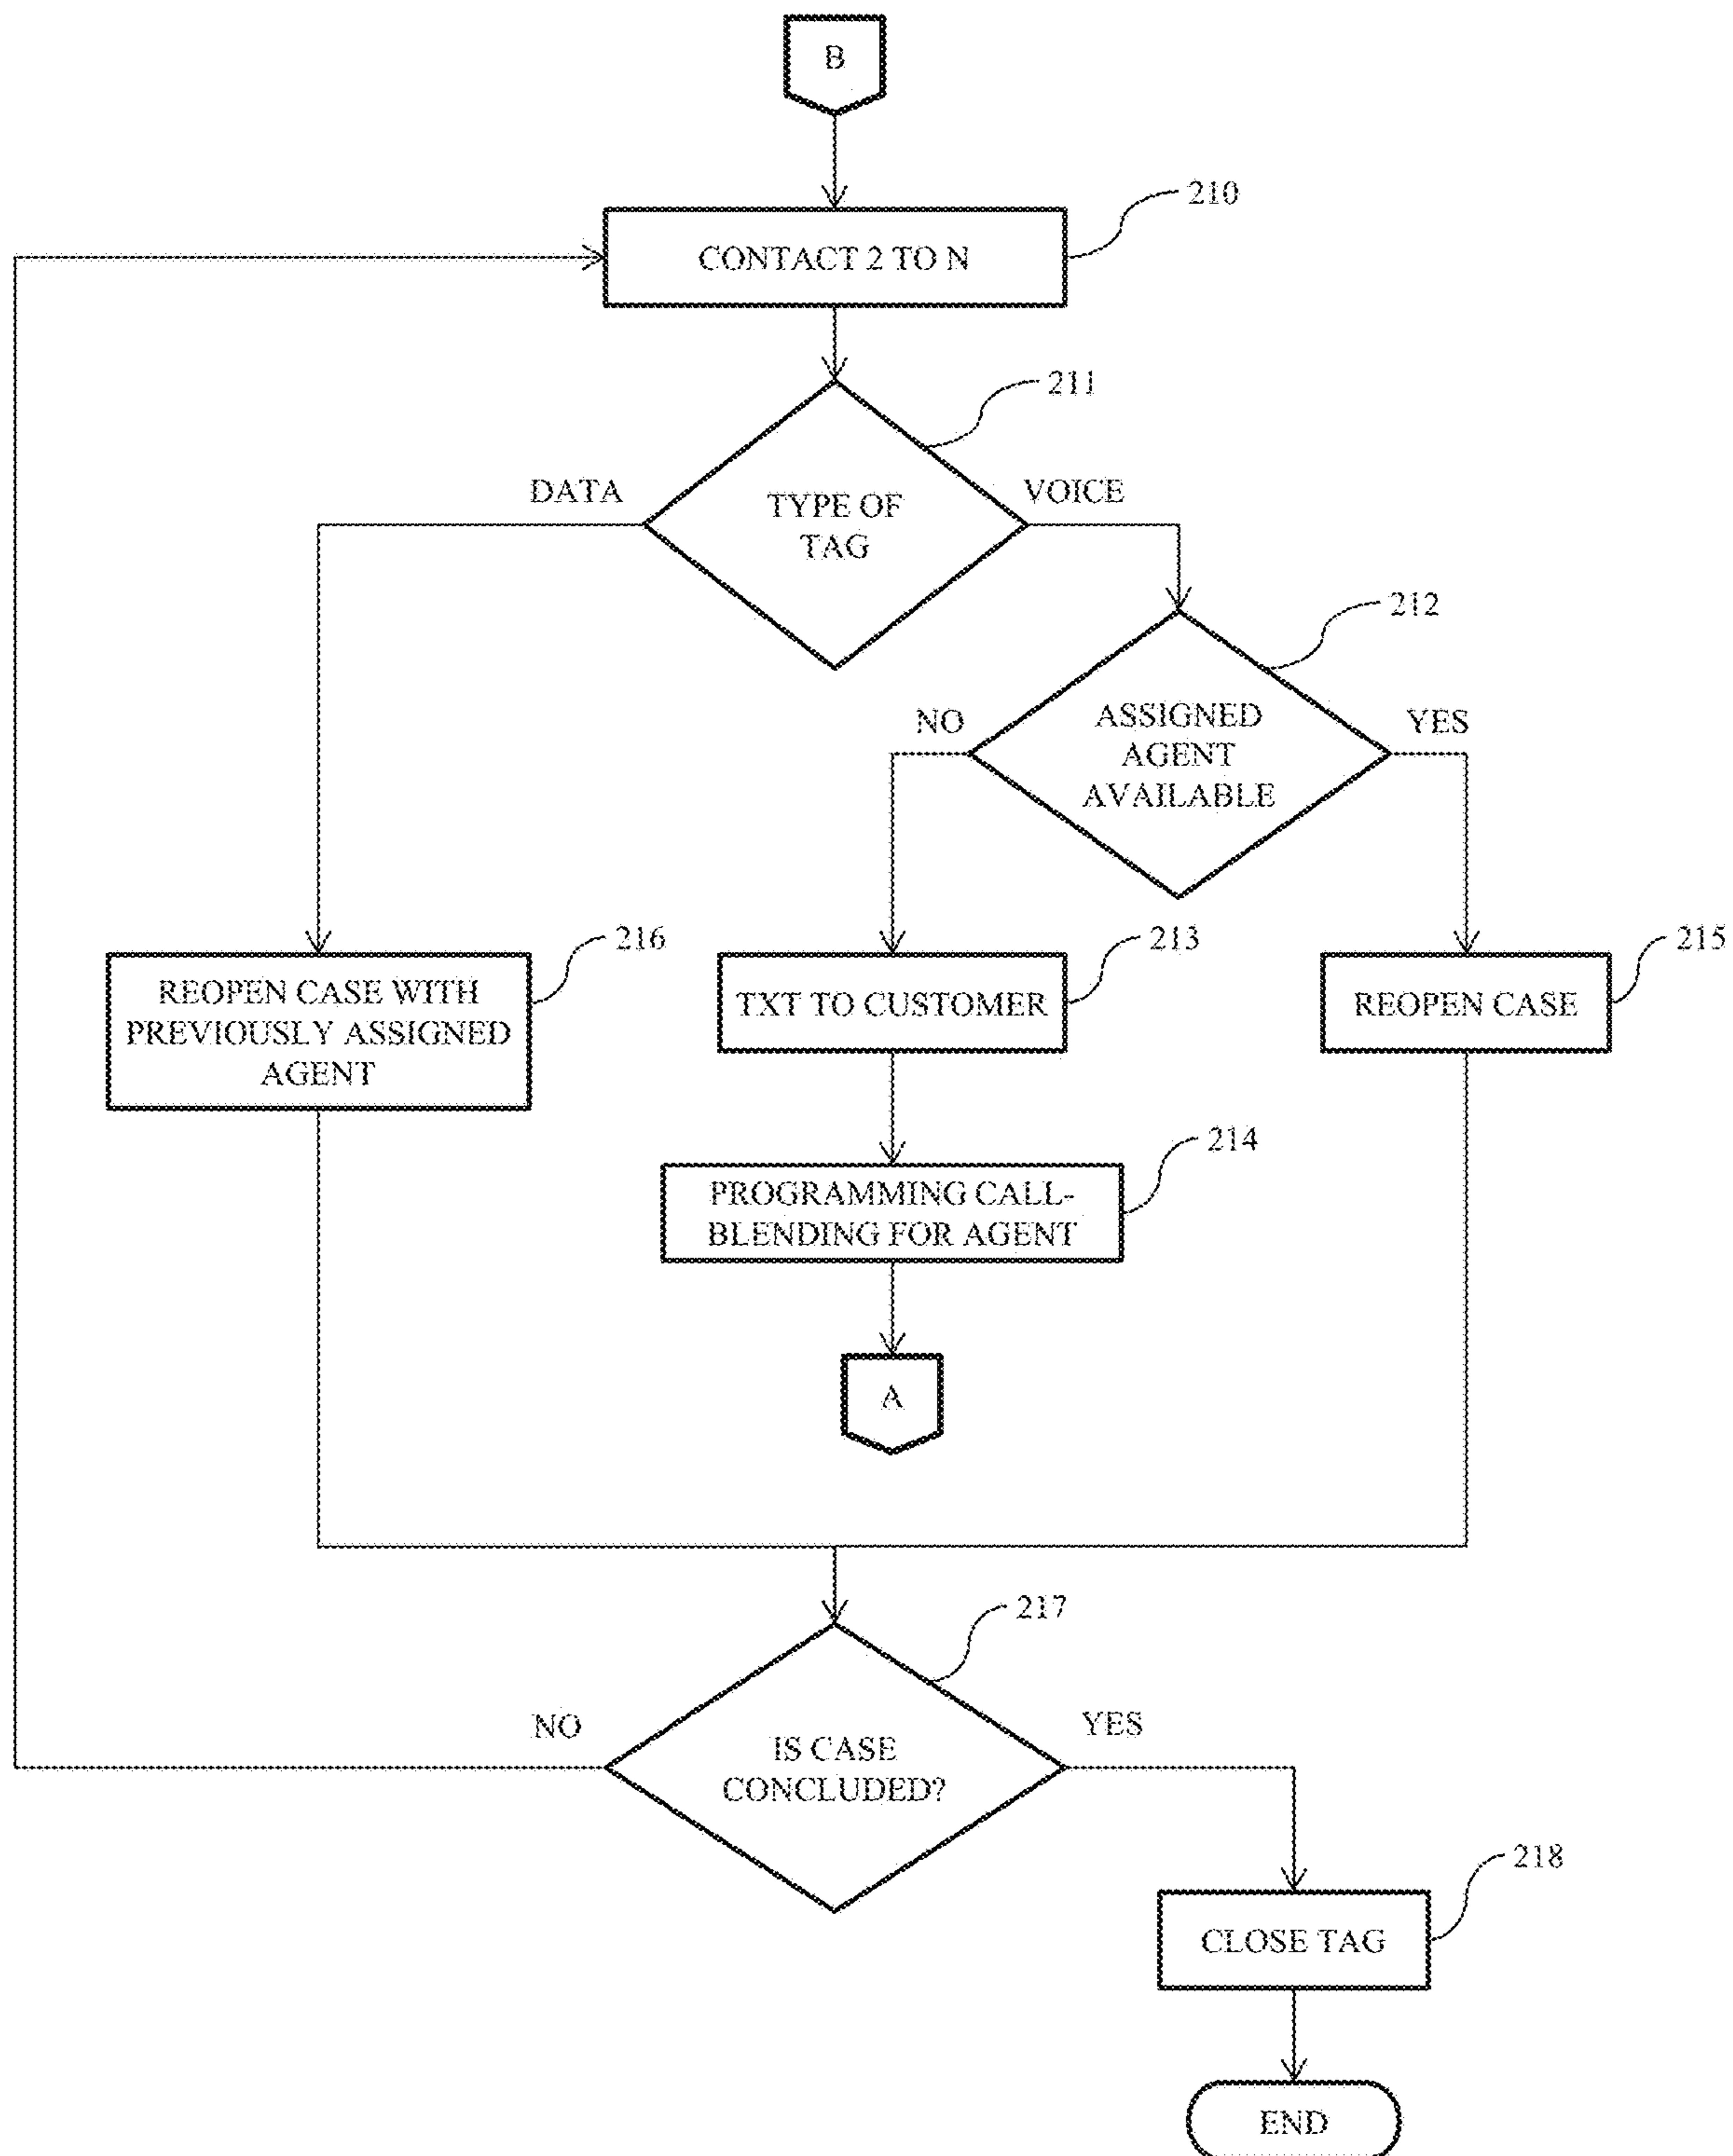 B
210
CONTACT 2 TO N
211
DATA
VOICE
TYPE OF
TAG
212
NO
YES
ASSIGNED
AGENT
AVAILABLE
216
213
215
REOPEN CASE WITH
PREVIOUSLY ASSIGNED
AGENT
TXT TO CUSTOMER
REOPEN CASE
214
PROGRAMMING CALL-
BLENDING FOR AGENT
A
217
NO
YES
IS CASE
CONCLUDED?
218
CLOSE TAG
END